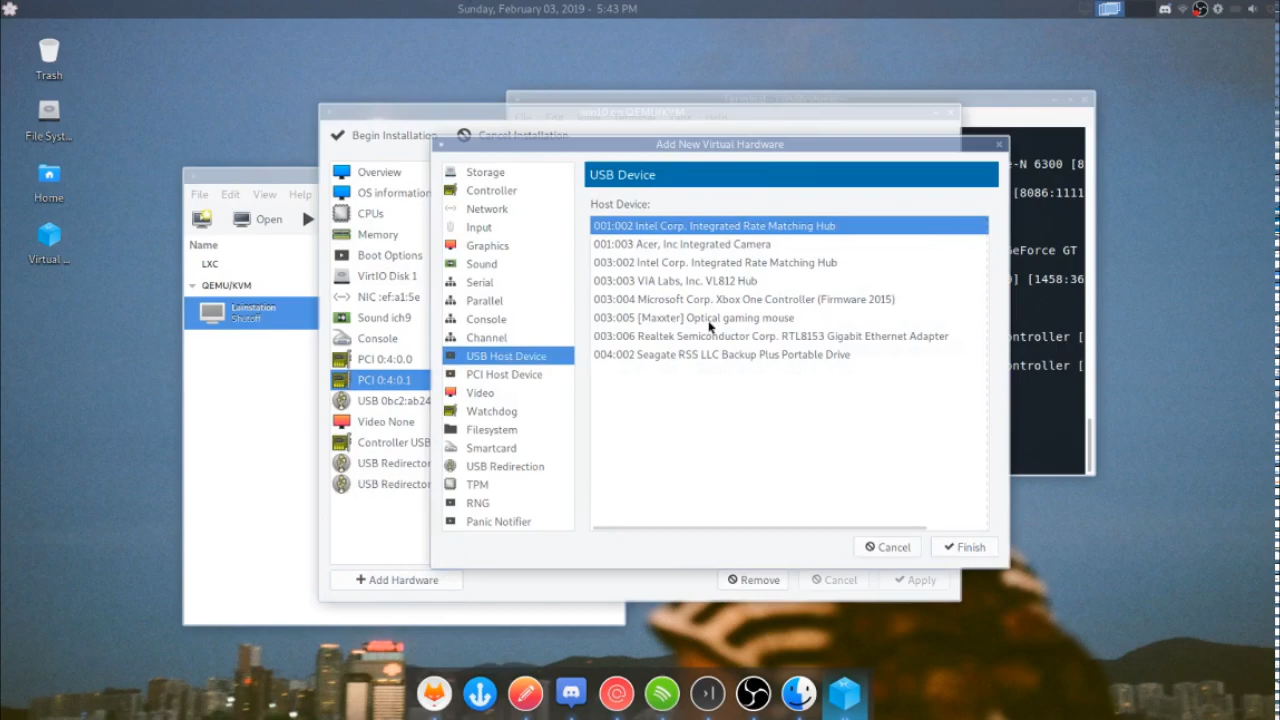 Sunday, February 03, 2019 - 5:43 PM
Trash
File Syst...
Home
Virtual ...
File Edit View Help
Open
Name
LXC
QEMU/KVM
Lainstation
Shutoff
QEMU/KVM
Begin Installation
Cancel Installation
Overview
OS information
CPUs
Memory
Boot Options
VirtIO Disk 1
NIC :ef:a1:5e
Sound ich9
Console
PCI 0:4:0.0
PCI 0:4:0.1
USB 0bc2:ab24
Video None
Controller USB
USB Redirector
USB Redirector
Add Hardware
Remove
Cancel
Apply
Add New Virtual Hardware
Storage
Controller
Network
Input
Graphics
Sound
Serial
Parallel
Console
Channel
USB Host Device
PCI Host Device
Video
Watchdog
Filesystem
Smartcard
USB Redirection
TPM
RNG
Panic Notifier
USB Device
Host Device:
001:002 Intel Corp. Integrated Rate Matching Hub
001:003 Acer, Inc Integrated Camera
003:002 Intel Corp. Integrated Rate Matching Hub
003:003 VIA Labs, Inc. VL812 Hub
003:004 Microsoft Corp. Xbox One Controller (Firmware 2015)
003:005 [Maxxter] Optical gaming mouse
003:006 Realtek Semiconductor Corp. RTL8153 Gigabit Ethernet Adapter
004:002 Seagate RSS LLC Backup Plus Portable Drive
Cancel
Finish
e-N 6300 [8
[8086:1111
eForce GT
] [1458:36
ontroller [
ontroller [